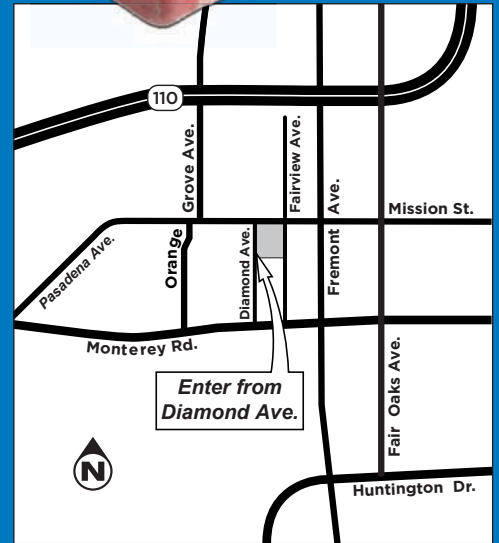 110
Orange Grove Ave.
Fairview Ave.
Fremont Ave.
Mission St.
Pasadena Ave.
Diamond Ave.
Monterey Rd.
Enter from
Diamond Ave.
Fair Oaks Ave.
N
Huntington Dr.